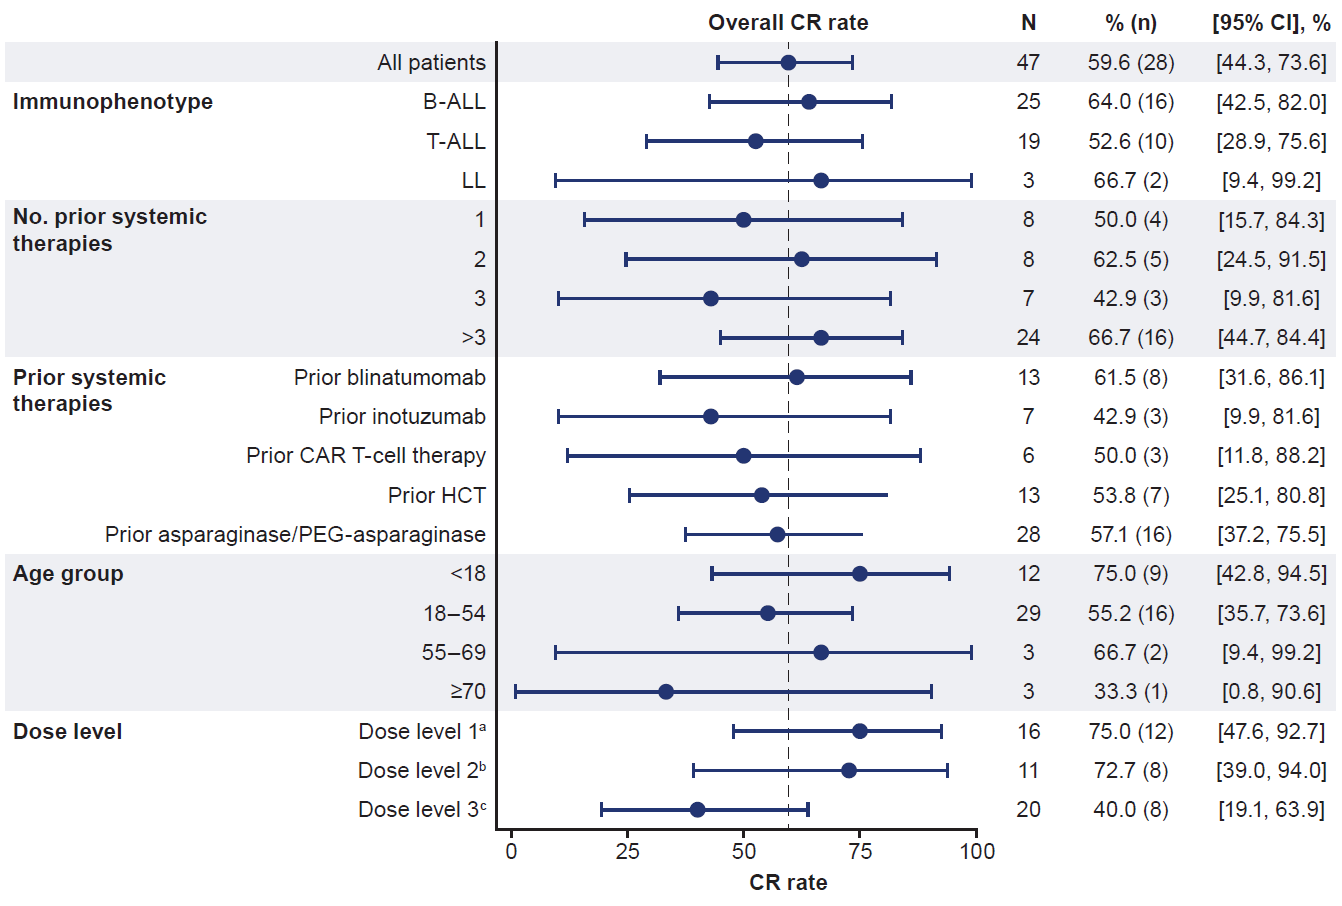 Overall CR rate N % (n) [95% CI], %
All patients 47 59.6 (28) [44.3, 73.6]
Immunophenotype B-ALL 25 64.0 (16) [42.5, 82.0]
T-ALL 19 52.6 (10) [28.9, 75.6]
LL 3 66.7 (2) [9.4, 99.2]
No. prior systemic
therapies
1 8 50.0 (4) [15.7, 84.3]
2 8 62.5 (5) [24.5, 91.5]
3 7 42.9 (3) [9.9, 81.6]
>3 24 66.7 (16) [44.7, 84.4]
Prior systemic
therapies
Prior blinatumomab 13 61.5 (8) [31.6, 86.1]
Prior inotuzumab 7 42.9 (3) [9.9, 81.6]
Prior CAR T-cell therapy 6 50.0 (3) [11.8, 88.2]
Prior HCT 13 53.8 (7) [25.1, 80.8]
Prior asparaginase/PEG-asparaginase 28 57.1 (16) [37.2, 75.5]
Age group <18 12 75.0 (9) [42.8, 94.5]
18–54 29 55.2 (16) [35.7, 73.6]
55–69 3 66.7 (2) [9.4, 99.2]
≥70 3 33.3 (1) [0.8, 90.6]
Dose level Dose level 1ᵃ 16 75.0 (12) [47.6, 92.7]
Dose level 2ᵇ 11 72.7 (8) [39.0, 94.0]
Dose level 3ᶜ 20 40.0 (8) [19.1, 63.9]
0 25 50 75 100
CR rate